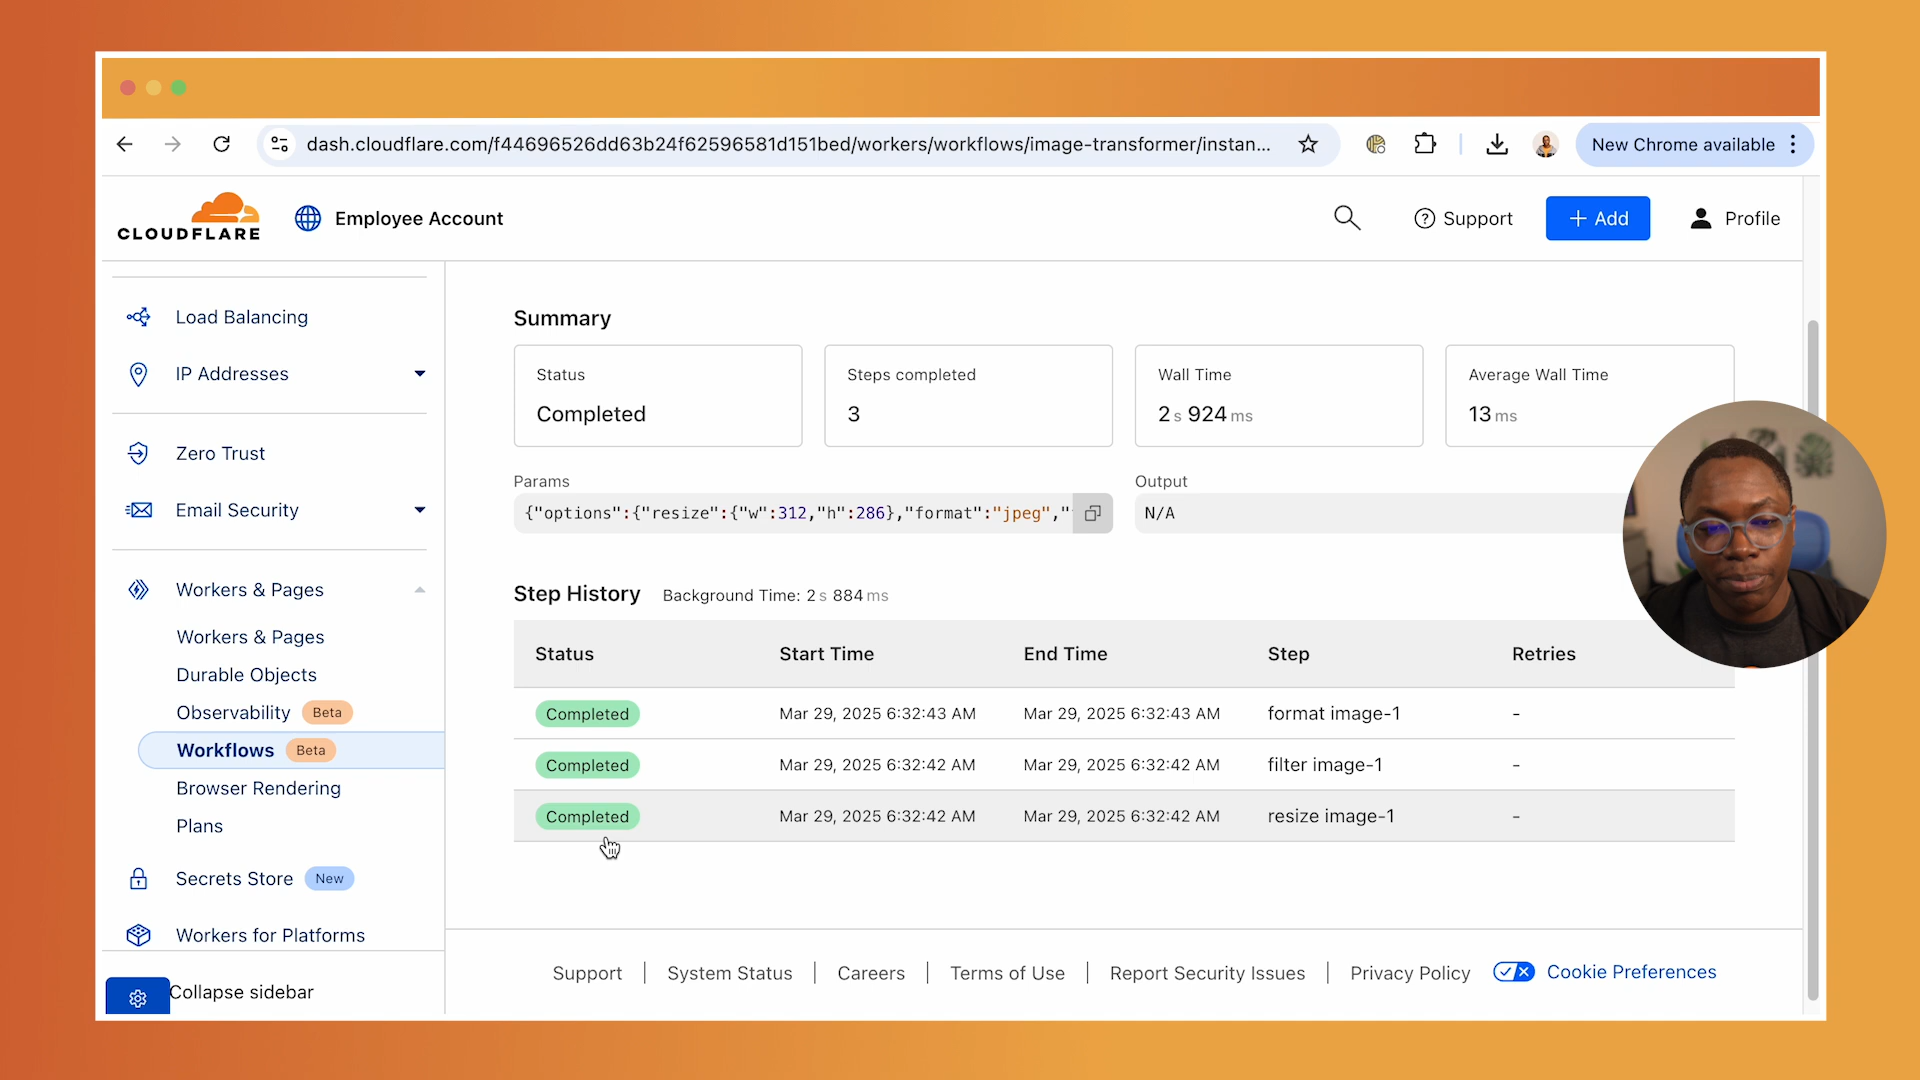 dash.cloudflare.com/f44696526dd63b24f62596581d151bed/workers/workflows/image-transformer/instan...
New Chrome available
CLOUDFLARE
Employee Account
Support
+ Add
Profile
Load Balancing
IP Addresses
Zero Trust
Email Security
Workers & Pages
Workers & Pages
Durable Objects
Observability Beta
Workflows Beta
Browser Rendering
Plans
Secrets Store New
Workers for Platforms
Collapse sidebar
Summary
Status
Completed
Steps completed
3
Wall Time
2 s 924 ms
Average Wall Time
13 ms
Params
{"options":{"resize":{"w":312,"h":286},"format":"jpeg","
Output
N/A
Step History Background Time: 2 s 884 ms
Status Start Time End Time Step Retries
Completed Mar 29, 2025 6:32:43 AM Mar 29, 2025 6:32:43 AM format image-1 -
Completed Mar 29, 2025 6:32:42 AM Mar 29, 2025 6:32:42 AM filter image-1 -
Completed Mar 29, 2025 6:32:42 AM Mar 29, 2025 6:32:42 AM resize image-1 -
Support | System Status | Careers | Terms of Use | Report Security Issues | Privacy Policy Cookie Preferences